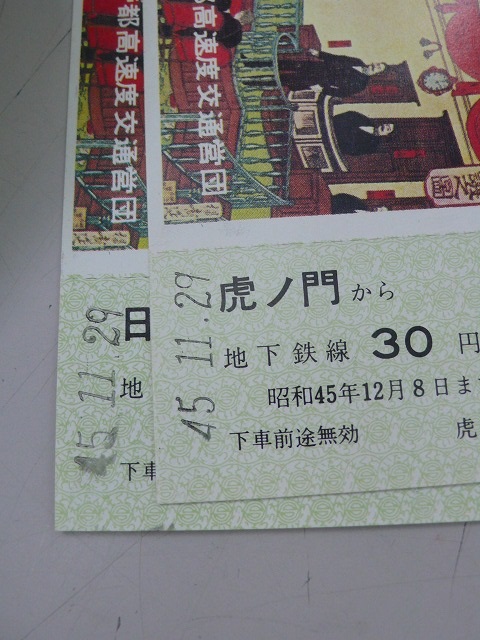 都高速度交通営団
都高速度交通営団
45.11.29
虎ノ門から
地下鉄線 30 円
昭和45年12月8日ま
下車前途無効
虎
45.11.29
日
地
下車